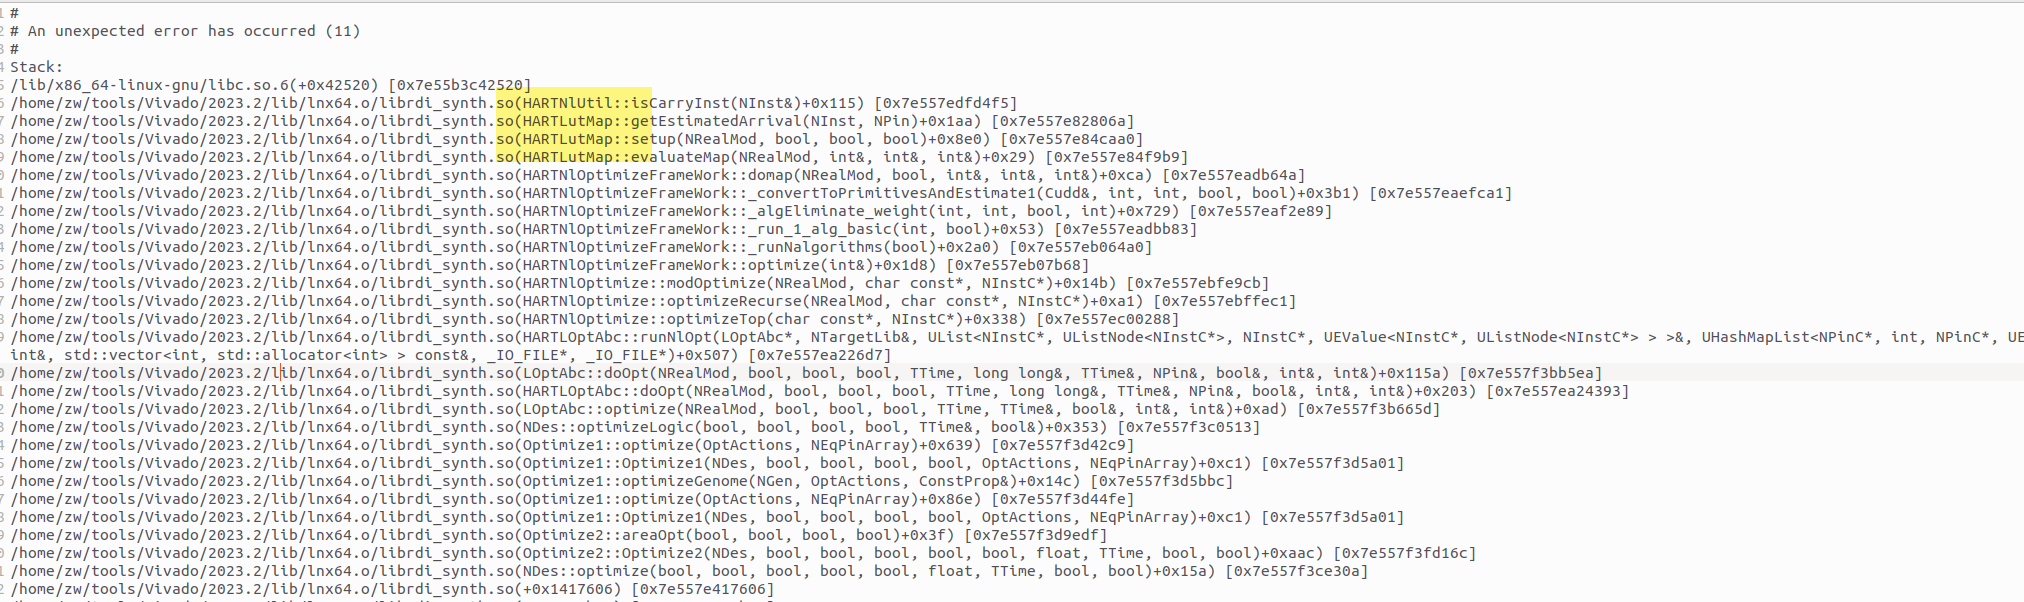 1 #
2 # An unexpected error has occurred (11)
3 #
4 Stack:
5 /lib/x86_64-linux-gnu/libc.so.6(+0x42520) [0x7e55b3c42520]
6 /home/zw/tools/Vivado/2023.2/lib/lnx64.o/librdi_synth.so(HARTNlUtil::isCarryInst(NInst&)+0x115) [0x7e557edfd4f5]
7 /home/zw/tools/Vivado/2023.2/lib/lnx64.o/librdi_synth.so(HARTLutMap::getEstimatedArrival(NInst, NPin)+0x1aa) [0x7e557e82806a]
8 /home/zw/tools/Vivado/2023.2/lib/lnx64.o/librdi_synth.so(HARTLutMap::setup(NRealMod, bool, bool, bool)+0x8e0) [0x7e557e84caa0]
9 /home/zw/tools/Vivado/2023.2/lib/lnx64.o/librdi_synth.so(HARTLutMap::evaluateMap(NRealMod, int&, int&, int&)+0x29) [0x7e557e84f9b9]
0 /home/zw/tools/Vivado/2023.2/lib/lnx64.o/librdi_synth.so(HARTNlOptimizeFrameWork::domap(NRealMod, bool, int&, int&, int&)+0xca) [0x7e557eadb64a]
1 /home/zw/tools/Vivado/2023.2/lib/lnx64.o/librdi_synth.so(HARTNlOptimizeFrameWork::_convertToPrimitivesAndEstimate1(Cudd&, int, int, bool, bool)+0x3b1) [0x7e557eaefca1]
2 /home/zw/tools/Vivado/2023.2/lib/lnx64.o/librdi_synth.so(HARTNlOptimizeFrameWork::_algEliminate_weight(int, int, bool, int)+0x729) [0x7e557eaf2e89]
3 /home/zw/tools/Vivado/2023.2/lib/lnx64.o/librdi_synth.so(HARTNlOptimizeFrameWork::_run_1_alg_basic(int, bool)+0x53) [0x7e557eadbb83]
4 /home/zw/tools/Vivado/2023.2/lib/lnx64.o/librdi_synth.so(HARTNlOptimizeFrameWork::_runNalgorithms(bool)+0x2a0) [0x7e557eb064a0]
5 /home/zw/tools/Vivado/2023.2/lib/lnx64.o/librdi_synth.so(HARTNlOptimizeFrameWork::optimize(int&)+0x1d8) [0x7e557eb07b68]
6 /home/zw/tools/Vivado/2023.2/lib/lnx64.o/librdi_synth.so(HARTNlOptimize::modOptimize(NRealMod, char const*, NInstC*)+0x14b) [0x7e557ebfe9cb]
7 /home/zw/tools/Vivado/2023.2/lib/lnx64.o/librdi_synth.so(HARTNlOptimize::optimizeRecurse(NRealMod, char const*, NInstC*)+0xa1) [0x7e557ebffec1]
8 /home/zw/tools/Vivado/2023.2/lib/lnx64.o/librdi_synth.so(HARTNlOptimize::optimizeTop(char const*, NInstC*)+0x338) [0x7e557ec00288]
9 /home/zw/tools/Vivado/2023.2/lib/lnx64.o/librdi_synth.so(HARTLOptAbc::runNlOpt(LOptAbc*, NTargetLib&, UList<NInstC*, UListNode<NInstC*>, NInstC*, UEValue<NInstC*, UListNode<NInstC*> > >&, UHashMapList<NPinC*, int, NPinC*, UE
int&, std::vector<int, std::allocator<int> > const&, _IO_FILE*, _IO_FILE*)+0x507) [0x7e557ea226d7]
0 /home/zw/tools/Vivado/2023.2/lib/lnx64.o/librdi_synth.so(LOptAbc::doOpt(NRealMod, bool, bool, bool, TTime, long long&, TTime&, NPin&, bool&, int&, int&)+0x115a) [0x7e557f3bb5ea]
1 /home/zw/tools/Vivado/2023.2/lib/lnx64.o/librdi_synth.so(HARTLOptAbc::doOpt(NRealMod, bool, bool, bool, TTime, long long&, TTime&, NPin&, bool&, int&, int&)+0x203) [0x7e557ea24393]
2 /home/zw/tools/Vivado/2023.2/lib/lnx64.o/librdi_synth.so(LOptAbc::optimize(NRealMod, bool, bool, bool, TTime, TTime&, bool&, int&, int&)+0xad) [0x7e557f3b665d]
3 /home/zw/tools/Vivado/2023.2/lib/lnx64.o/librdi_synth.so(NDes::optimizeLogic(bool, bool, bool, bool, TTime&, bool&)+0x353) [0x7e557f3c0513]
4 /home/zw/tools/Vivado/2023.2/lib/lnx64.o/librdi_synth.so(Optimize1::optimize(OptActions, NEqPinArray)+0x639) [0x7e557f3d42c9]
5 /home/zw/tools/Vivado/2023.2/lib/lnx64.o/librdi_synth.so(Optimize1::Optimize1(NDes, bool, bool, bool, bool, OptActions, NEqPinArray)+0xc1) [0x7e557f3d5a01]
6 /home/zw/tools/Vivado/2023.2/lib/lnx64.o/librdi_synth.so(Optimize1::optimizeGenome(NGen, OptActions, ConstProp&)+0x14c) [0x7e557f3d5bbc]
7 /home/zw/tools/Vivado/2023.2/lib/lnx64.o/librdi_synth.so(Optimize1::optimize(OptActions, NEqPinArray)+0x86e) [0x7e557f3d44fe]
8 /home/zw/tools/Vivado/2023.2/lib/lnx64.o/librdi_synth.so(Optimize1::Optimize1(NDes, bool, bool, bool, bool, OptActions, NEqPinArray)+0xc1) [0x7e557f3d5a01]
9 /home/zw/tools/Vivado/2023.2/lib/lnx64.o/librdi_synth.so(Optimize2::areaOpt(bool, bool, bool, bool)+0x3f) [0x7e557f3d9edf]
0 /home/zw/tools/Vivado/2023.2/lib/lnx64.o/librdi_synth.so(Optimize2::Optimize2(NDes, bool, bool, bool, bool, bool, float, TTime, bool, bool)+0xaac) [0x7e557f3fd16c]
1 /home/zw/tools/Vivado/2023.2/lib/lnx64.o/librdi_synth.so(NDes::optimize(bool, bool, bool, bool, bool, float, TTime, bool, bool)+0x15a) [0x7e557f3ce30a]
2 /home/zw/tools/Vivado/2023.2/lib/lnx64.o/librdi_synth.so(+0x1417606) [0x7e557e417606]